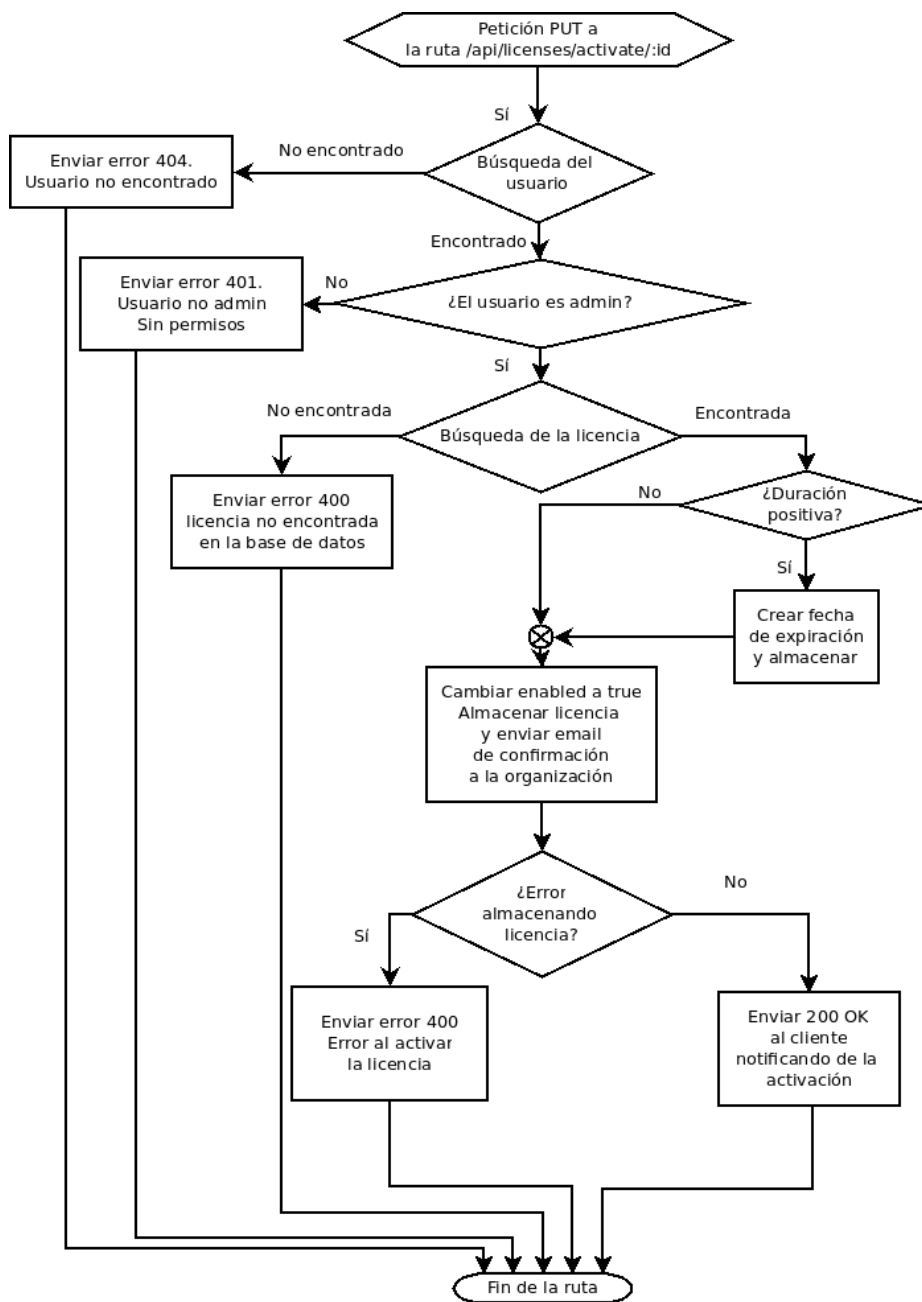 Petición PUT a
la ruta /api/licenses/activate/:id
Sí
Búsqueda del
usuario
No encontrado
Enviar error 404.
Usuario no encontrado
Encontrado
¿El usuario es admin?
No
Enviar error 401.
Usuario no admin
Sin permisos
Sí
Búsqueda de la licencia
No encontrada
Encontrada
Enviar error 400
licencia no encontrada
en la base de datos
¿Duración
positiva?
No
Sí
Crear fecha
de expiración
y almacenar
Cambiar enabled a true
Almacenar licencia
y enviar email
de confirmación
a la organización
¿Error
almacenando
licencia?
Sí
No
Enviar error 400
Error al activar
la licencia
Enviar 200 OK
al cliente
notificando de la
activación
Fin de la ruta